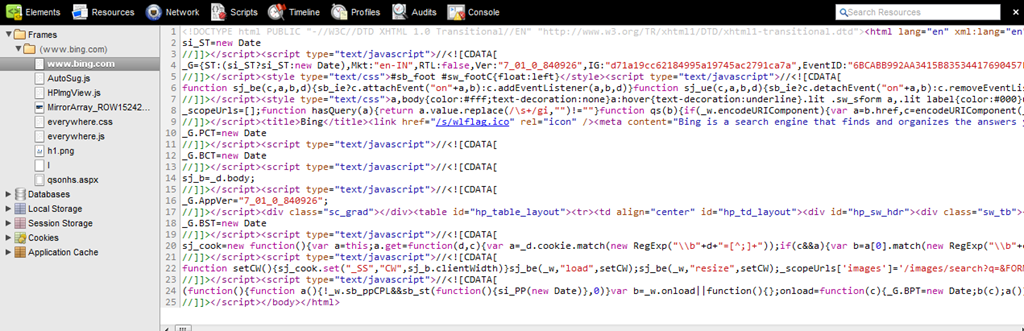 Elements Resources Network Scripts Timeline Profiles Audits Console Search Resources
Frames
(www.bing.com)
www.bing.com
AutoSug.js
HPImgView.js
MirrorArray_ROW15242...
everywhere.css
everywhere.js
h1.png
l
qsonhs.aspx
Databases
Local Storage
Session Storage
Cookies
Application Cache
1 <!DOCTYPE html PUBLIC "-//W3C//DTD XHTML 1.0 Transitional//EN" "http://www.w3.org/TR/xhtml1/DTD/xhtml1-transitional.dtd"><html lang="en" xml:lang="en"
2 si_ST=new Date
3 //]]></script><script type="text/javascript">//<![CDATA[
4 _G={ST:(si_ST?si_ST:new Date),Mkt:"en-IN",RTL:false,Ver:"7_01_0_840926",IG:"d71a19cc62184995a19745ac2791ca7a",EventID:"6BCABB992AA3415B83534417690457
5 //]]></script><style type="text/css">#sb_foot #sw_footC{float:left}</style><script type="text/javascript">//<![CDATA[
6 function sj_be(c,a,b,d){sb_ie?c.attachEvent("on"+a,b):c.addEventListener(a,b,d)}function sj_ue(c,a,b,d){sb_ie?c.detachEvent("on"+a,b):c.removeEventLis
7 //]]></script><style type="text/css">a,body{color:#fff;text-decoration:none}a:hover{text-decoration:underline}.lit .sw_sform a,.lit label{color:#000}
8 _scopeUrls=[];function hasQuery(a){return a.value.replace(/\s+/gi,"")!=""}function qs(b){if(_w.encodeURIComponent){var a=b.href,c=encodeURIComponent(
9 //]]></script><title>Bing</title><link href="/s/wlflag.ico" rel="icon" /><meta content="Bing is a search engine that finds and organizes the answers y
10 _G.PCT=new Date
11 //]]></script><script type="text/javascript">//<![CDATA[
12 _G.BCT=new Date
13 //]]></script><script type="text/javascript">//<![CDATA[
14 sj_b=_d.body;
15 //]]></script><script type="text/javascript">//<![CDATA[
16 _G.AppVer="7_01_0_840926";
17 //]]></script><div class="sc_grad"></div><table id="hp_table_layout"><tr><td align="center" id="hp_td_layout"><div id="hp_sw_hdr"><div class="sw_tb">
18 _G.BST=new Date
19 //]]></script><script type="text/javascript">//<![CDATA[
20 sj_cook=new function(){var a=this;a.get=function(d,c){var a=_d.cookie.match(new RegExp("\\b"+d+"=[^;]+"));if(c&&a){var b=a[0].match(new RegExp("\\b"+
21 //]]></script><script type="text/javascript">//<![CDATA[
22 function setCW(){sj_cook.set("_SS","CW",sj_b.clientWidth)}sj_be(_w,"load",setCW);sj_be(_w,"resize",setCW);_scopeUrls['images']='/images/search?q=&FORM
23 //]]></script><script type="text/javascript">//<![CDATA[
24 (function(){function a(){!_w.sb_ppCPL&&sb_st(function(){si_PP(new Date)},0)}var b=_w.onload||function(){};onload=function(c){_G.BPT=new Date;b(c);a()
25 //]]></script></body></html>